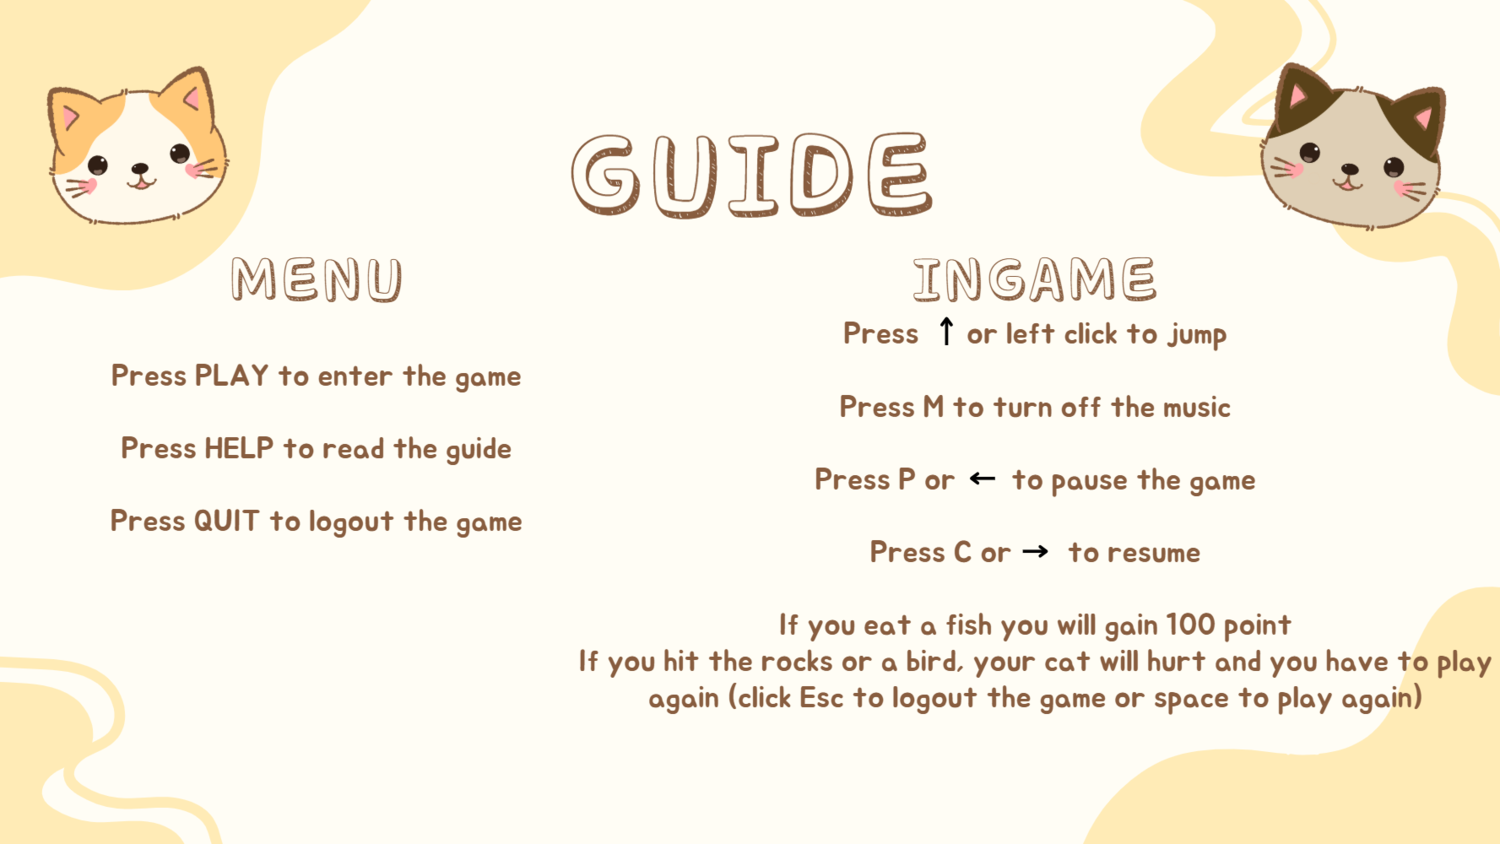 GUIDE
MENU
Press PLAY to enter the game
Press HELP to read the guide
Press QUIT to logout the game
INGAME
Press ↑ or left click to jump
Press M to turn off the music
Press P or ← to pause the game
Press C or → to resume
If you eat a fish you will gain 100 point
If you hit the rocks or a bird, your cat will hurt and you have to play
again (click Esc to logout the game or space to play again)